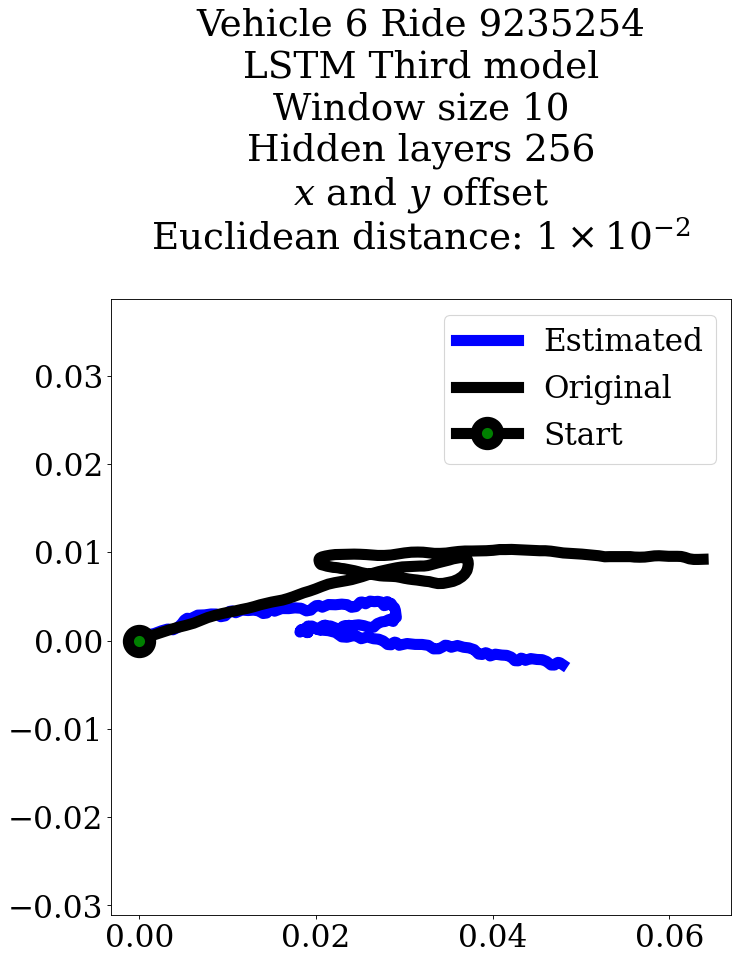 Vehicle 6 Ride 9235254
LSTM Third model
Window size 10
Hidden layers 256
x and y offset
Euclidean distance: 1 × 10⁻²
Estimated
Original
Start
0.03
0.02
0.01
0.00
−0.01
−0.02
−0.03
0.00 0.02 0.04 0.06